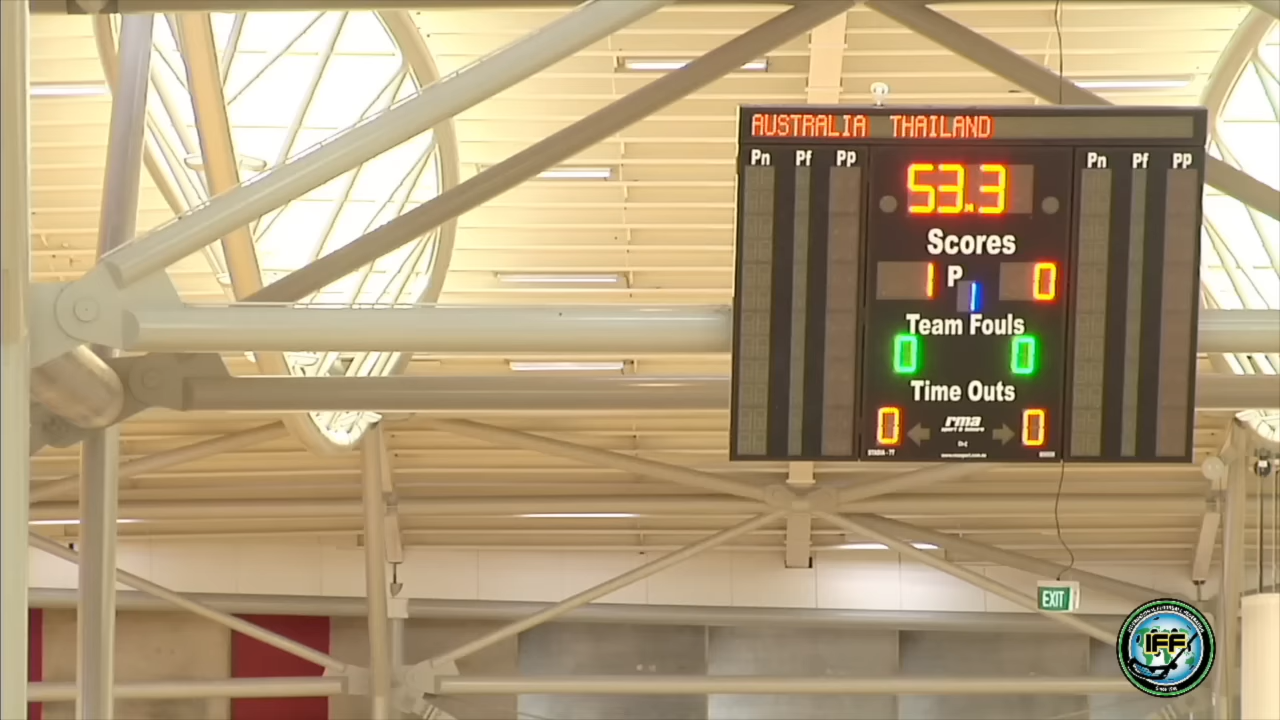 AUSTRALIA THAILAND
Pn Pf Pp
Pn Pf Pp
53.3
Scores
1 P 0
1
Team Fouls
0 0
Time Outs
0 rma 0
EXIT
IFF